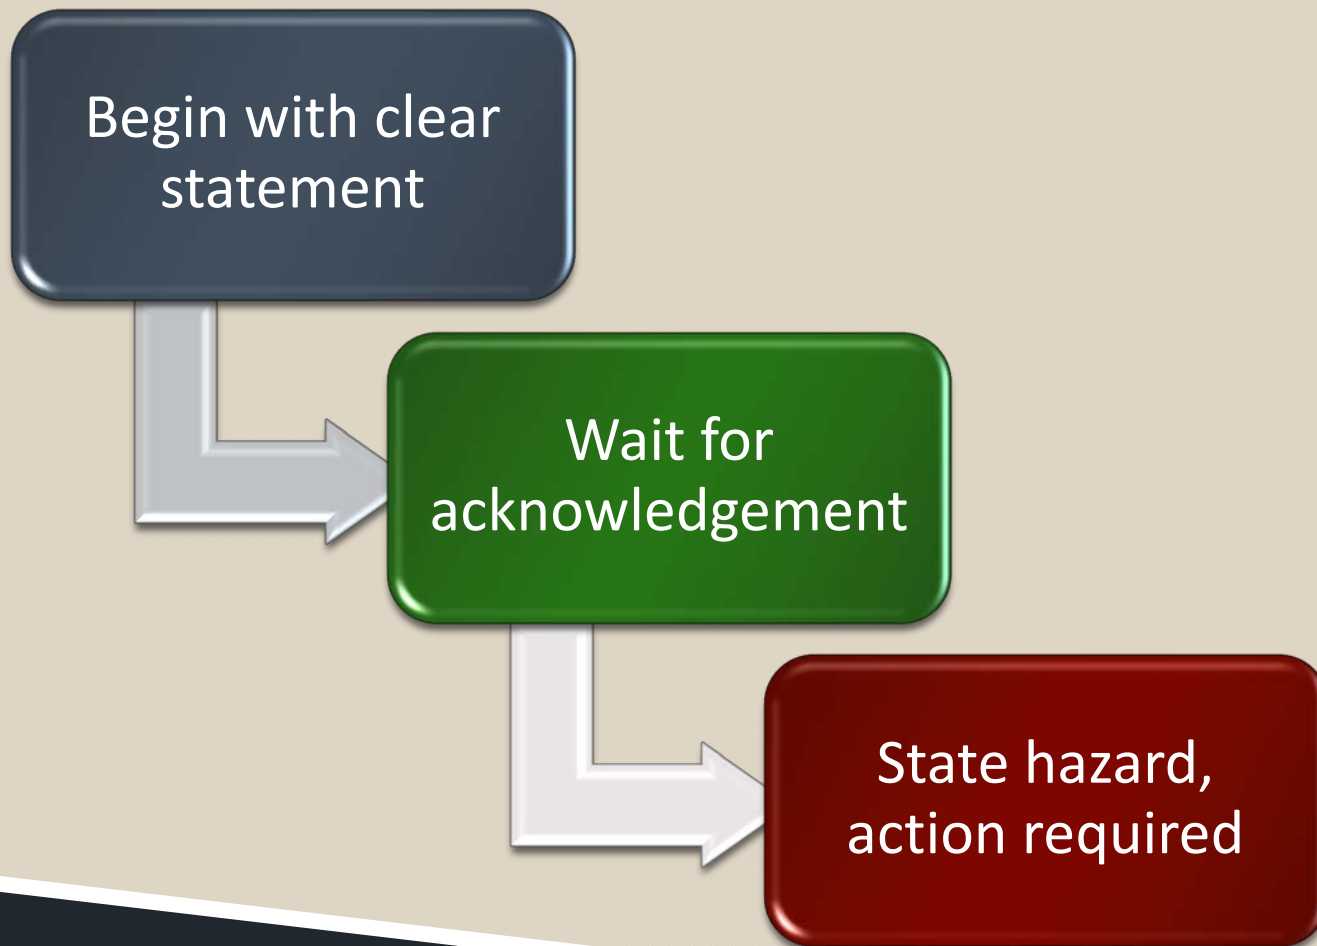 Begin with clear
statement
Wait for
acknowledgement
State hazard,
action required